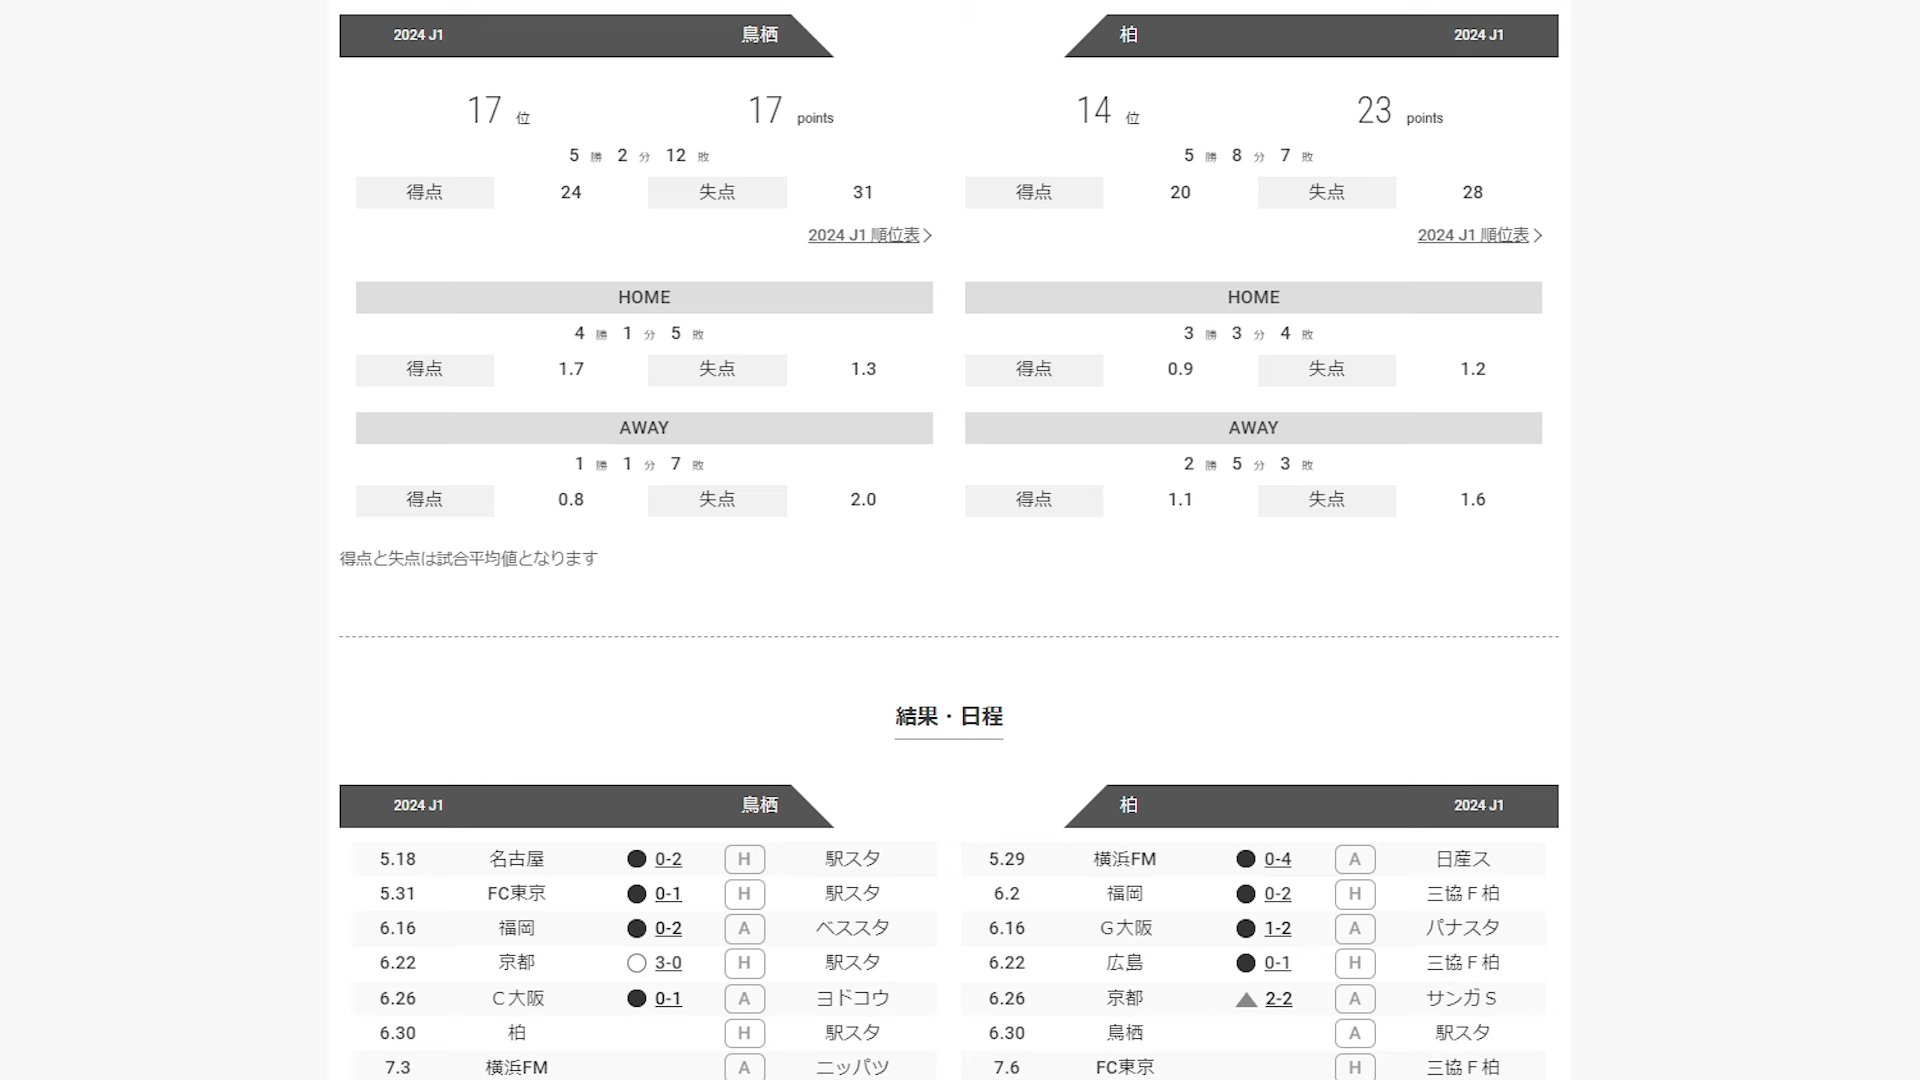 2024 J1 鳥栖 柏 2024 J1
17 位 17 points 14 位 23 points
5 勝 2 分 12 敗 5 勝 8 分 7 敗
得点 24 失点 31 得点 20 失点 28
2024 J1 順位表 2024 J1 順位表
HOME HOME
4 勝 1 分 5 敗 3 勝 3 分 4 敗
得点 1.7 失点 1.3 得点 0.9 失点 1.2
AWAY AWAY
1 勝 1 分 7 敗 2 勝 5 分 3 敗
得点 0.8 失点 2.0 得点 1.1 失点 1.6
得点と失点は試合平均値となります
結果・日程
2024 J1 鳥栖 柏 2024 J1
5.18 名古屋 ● 0-2 H 駅スタ 5.29 横浜FM ● 0-4 A 日産ス
5.31 FC東京 ● 0-1 H 駅スタ 6.2 福岡 ● 0-2 H 三協Ｆ柏
6.16 福岡 ● 0-2 A ベススタ 6.16 Ｇ大阪 ● 1-2 A パナスタ
6.22 京都 ○ 3-0 H 駅スタ 6.22 広島 ● 0-1 H 三協Ｆ柏
6.26 Ｃ大阪 ● 0-1 A ヨドコウ 6.26 京都 ▲ 2-2 A サンガＳ
6.30 柏 H 駅スタ 6.30 鳥栖 A 駅スタ
7.3 横浜FM A ニッパツ 7.6 FC東京 H 三協Ｆ柏